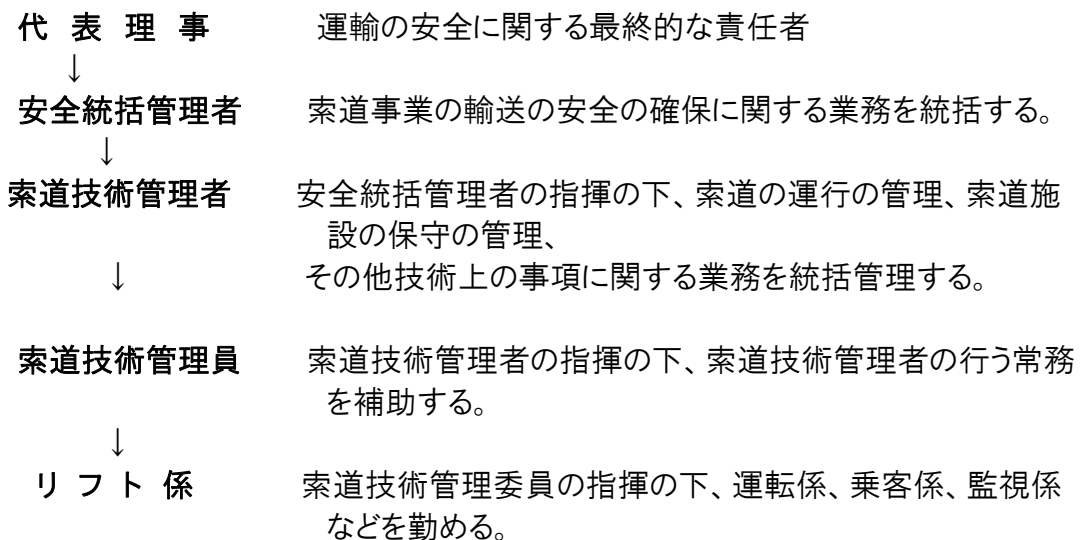 代 表 理 事 運輸の安全に関する最終的な責任者
↓
安全統括管理者 索道事業の輸送の安全の確保に関する業務を統括する。
↓
索道技術管理者 安全統括管理者の指揮の下、索道の運行の管理、索道施
設の保守の管理、
↓ その他技術上の事項に関する業務を統括管理する。
索道技術管理員 索道技術管理者の指揮の下、索道技術管理者の行う常務
を補助する。
↓
リ フ ト 係 索道技術管理委員の指揮の下、運転係、乗客係、監視係
などを勤める。